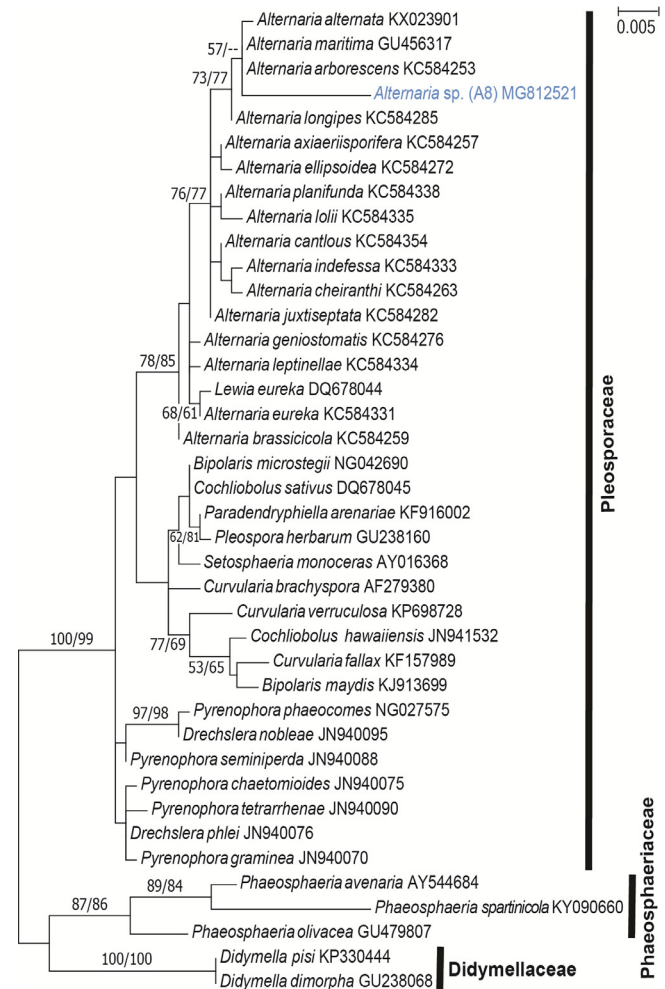 Alternaria alternata KX023901
0.005
Alternaria maritima GU456317
57/--
Alternaria arborescens KC584253
73/77
Alternaria sp. (A8) MG812521
Alternaria longipes KC584285
Alternaria axiaeriisporifera KC584257
Alternaria ellipsoidea KC584272
76/77
Alternaria planifunda KC584338
Alternaria lolii KC584335
Alternaria cantlous KC584354
Alternaria indefessa KC584333
Alternaria cheiranthi KC584263
Alternaria juxtiseptata KC584282
Alternaria geniostomatis KC584276
78/85
Alternaria leptinellae KC584334
Lewia eureka DQ678044
68/61
Alternaria eureka KC584331
Alternaria brassicicola KC584259
Pleosporaceae
Bipolaris microstegii NG042690
Cochliobolus sativus DQ678045
Paradendryphiella arenariae KF916002
62/81
Pleospora herbarum GU238160
Setosphaeria monoceras AY016368
Curvularia brachyspora AF279380
Curvularia verruculosa KP698728
77/69
Cochliobolus hawaiiensis JN941532
100/99
53/65
Curvularia fallax KF157989
Bipolaris maydis KJ913699
97/98
Pyrenophora phaeocomes NG027575
Drechslera nobleae JN940095
Pyrenophora seminiperda JN940088
Pyrenophora chaetomioides JN940075
Pyrenophora tetrarrhenae JN940090
Drechslera phlei JN940076
Pyrenophora graminea JN940070
Phaeosphaeriaceae
89/84
Phaeosphaeria avenaria AY544684
87/86
Phaeosphaeria spartinicola KY090660
Phaeosphaeria olivacea GU479807
100/100
Didymella pisi KP330444
Didymellaceae
Didymella dimorpha GU238068